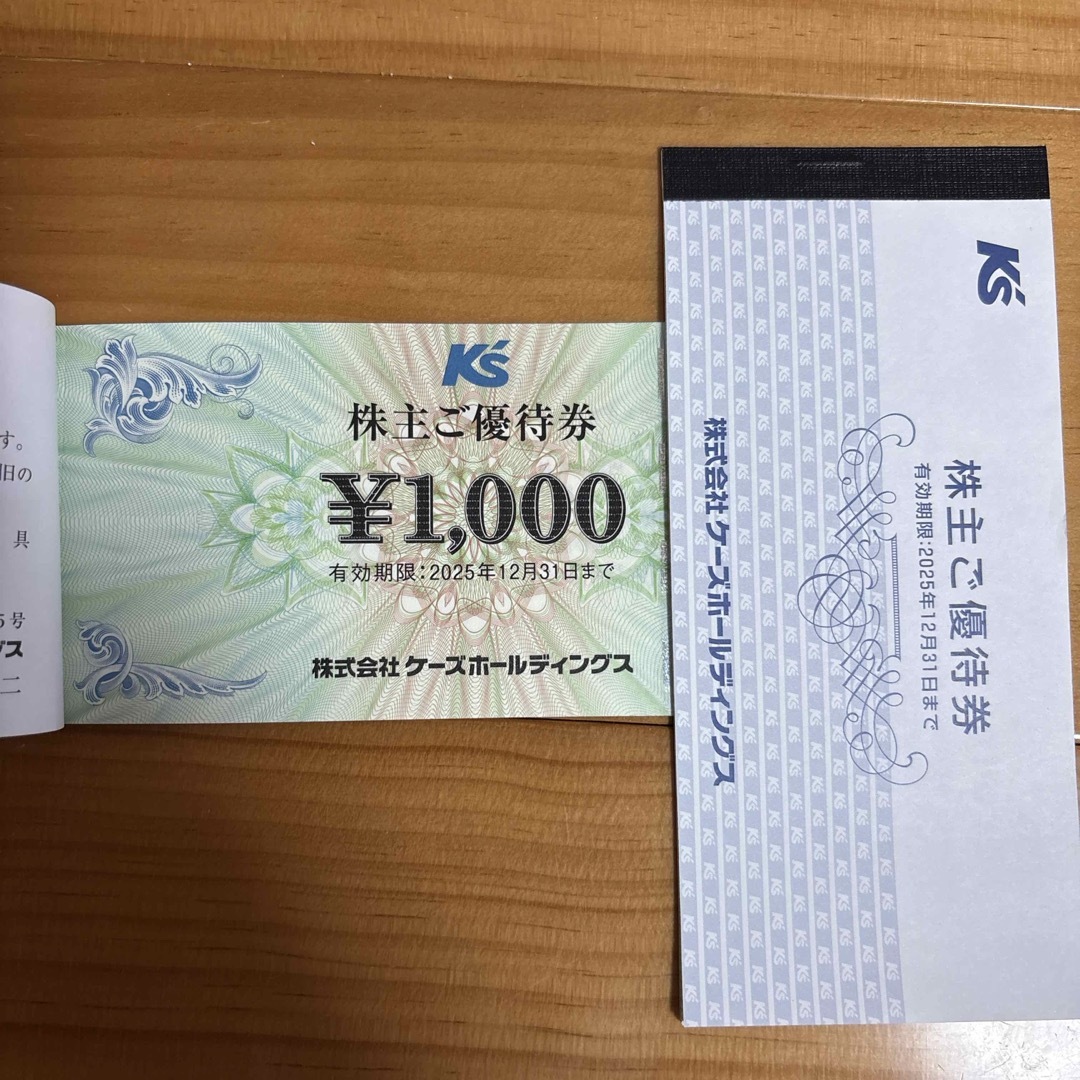 す。
旧の
具
5号
グス
二
K's
株主ご優待券
¥1,000
有効期限:2025年12月31日まで
株式会社ケーズホールディングス
K's
株主ご優待券
有効期限:2025年12月31日まで
株式会社ケーズホールディングス